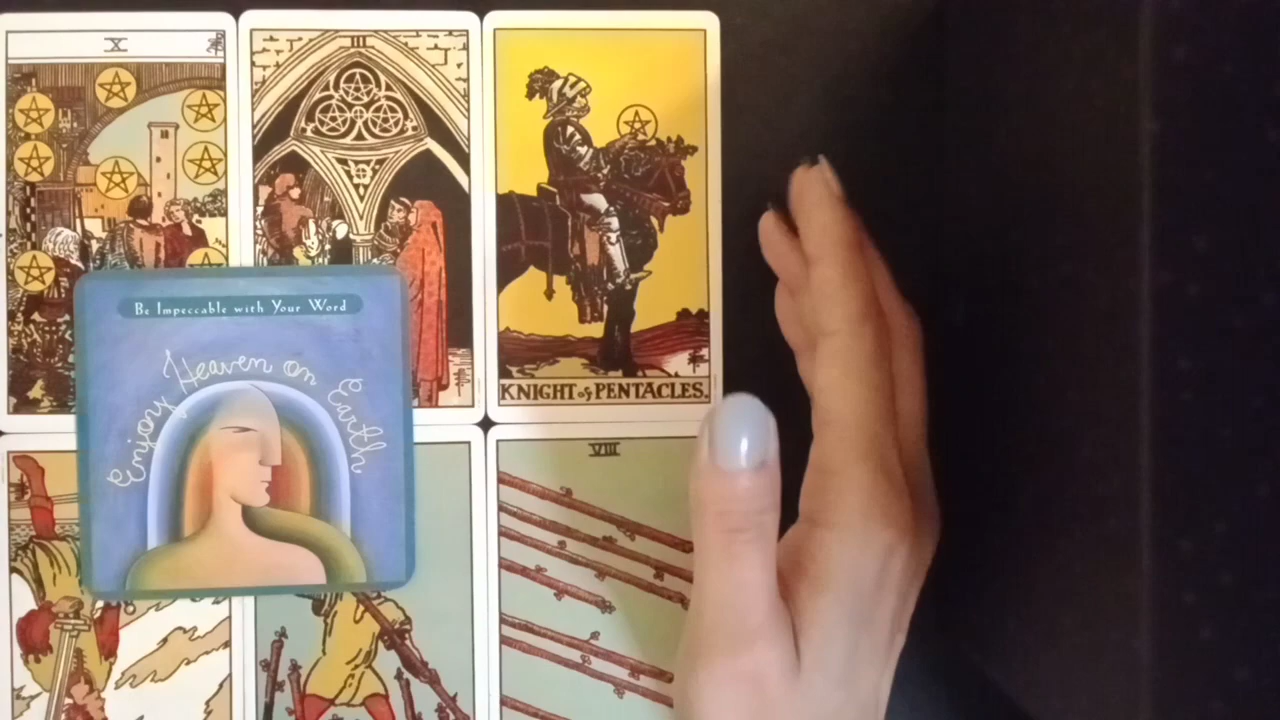 X
III
Be Impeccable with Your Word
Enjoy Heaven on Earth
KNIGHT of PENTACLES.
VIII